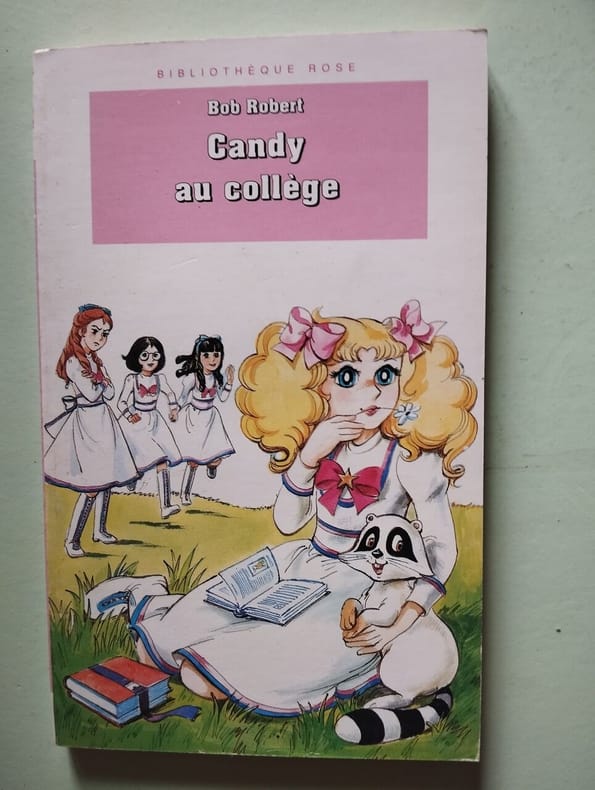 BIBLIOTHÈQUE ROSE
Bob Robert
Candy
au collège